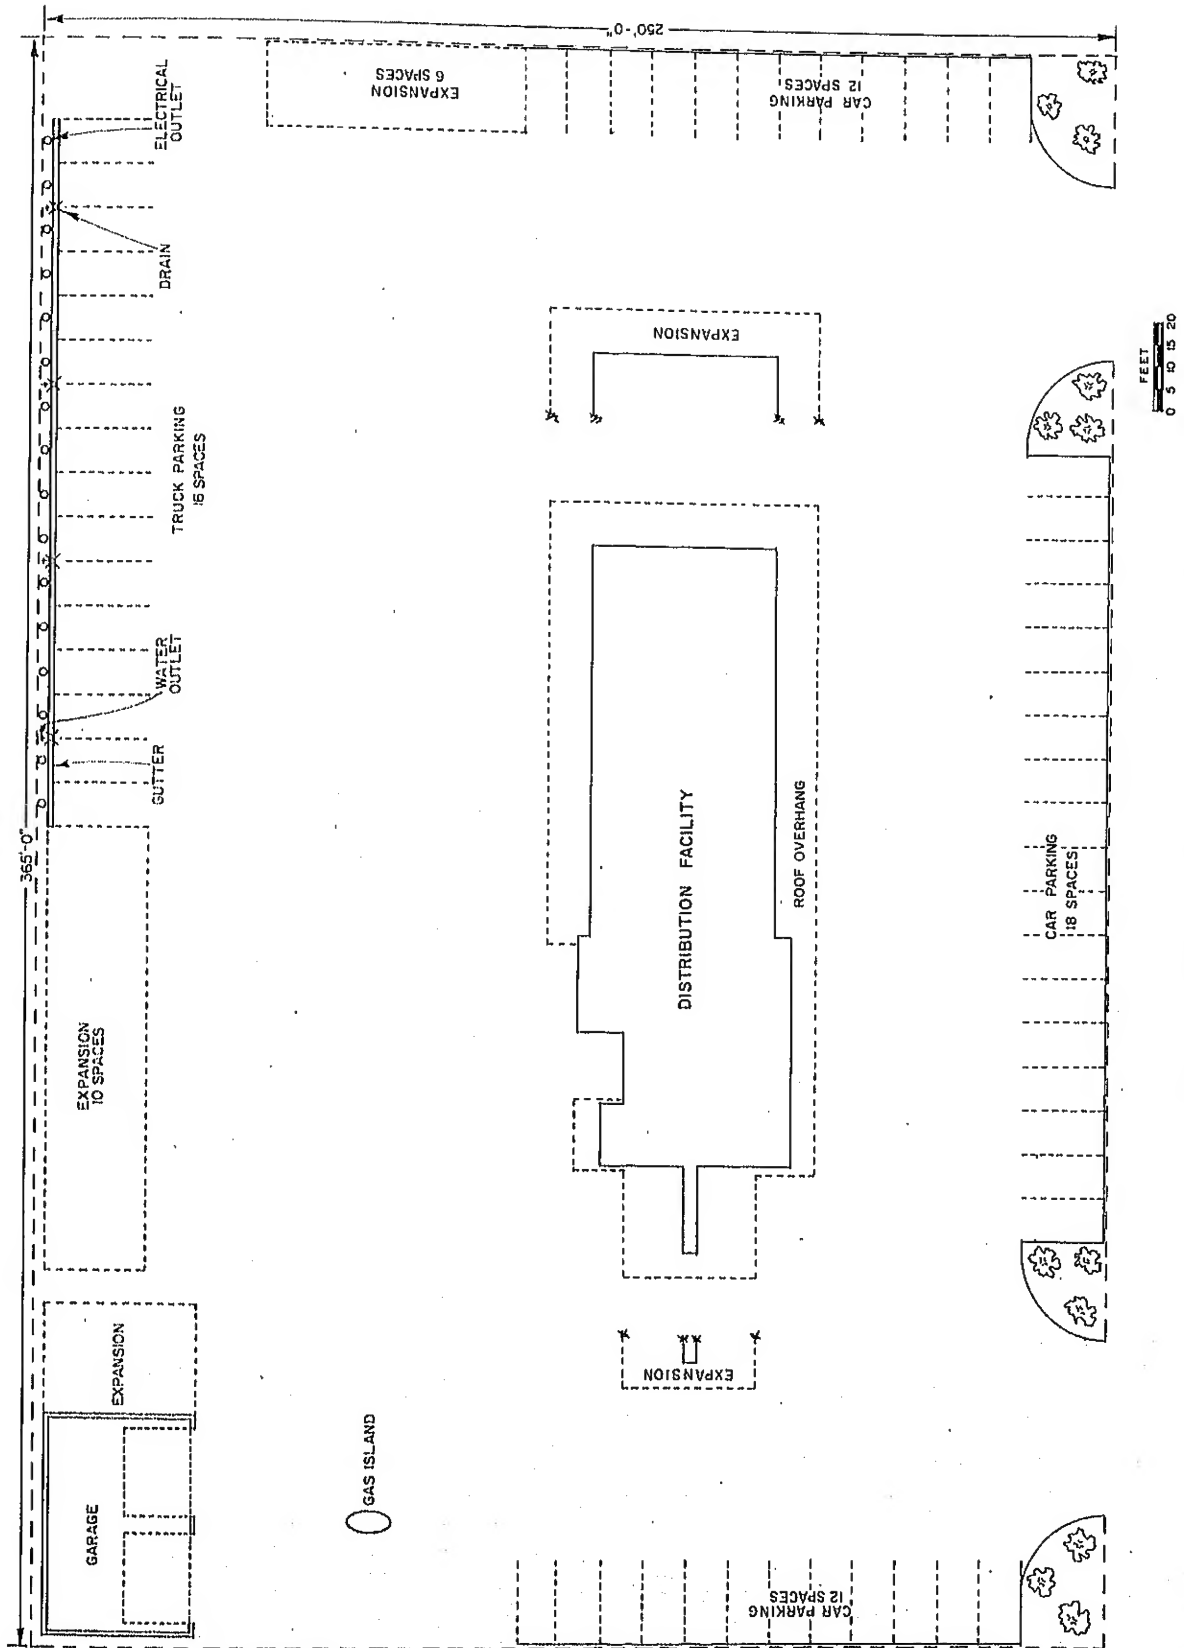 250'-0"
365'-0"
ELECTRICAL
OUTLET
DRAIN
TRUCK PARKING
16 SPACES
WATER
OUTLET
GUTTER
EXPANSION
10 SPACES
EXPANSION
GARAGE
GAS ISLAND
EXPANSION
6 SPACES
CAR PARKING
12 SPACES
EXPANSION
DISTRIBUTION FACILITY
ROOF OVERHANG
EXPANSION
CAR PARKING
18 SPACES
CAR PARKING
12 SPACES
FEET
0 5 10 15 20